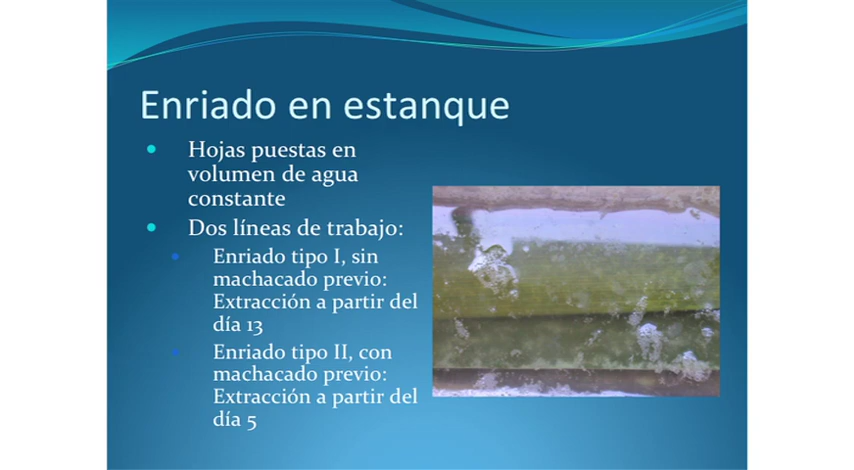 Enriado en estanque
Hojas puestas en
volumen de agua
constante
Dos líneas de trabajo:
Enriado tipo I, sin
machacado previo:
Extracción a partir del
día 13
Enriado tipo II, con
machacado previo:
Extracción a partir del
día 5